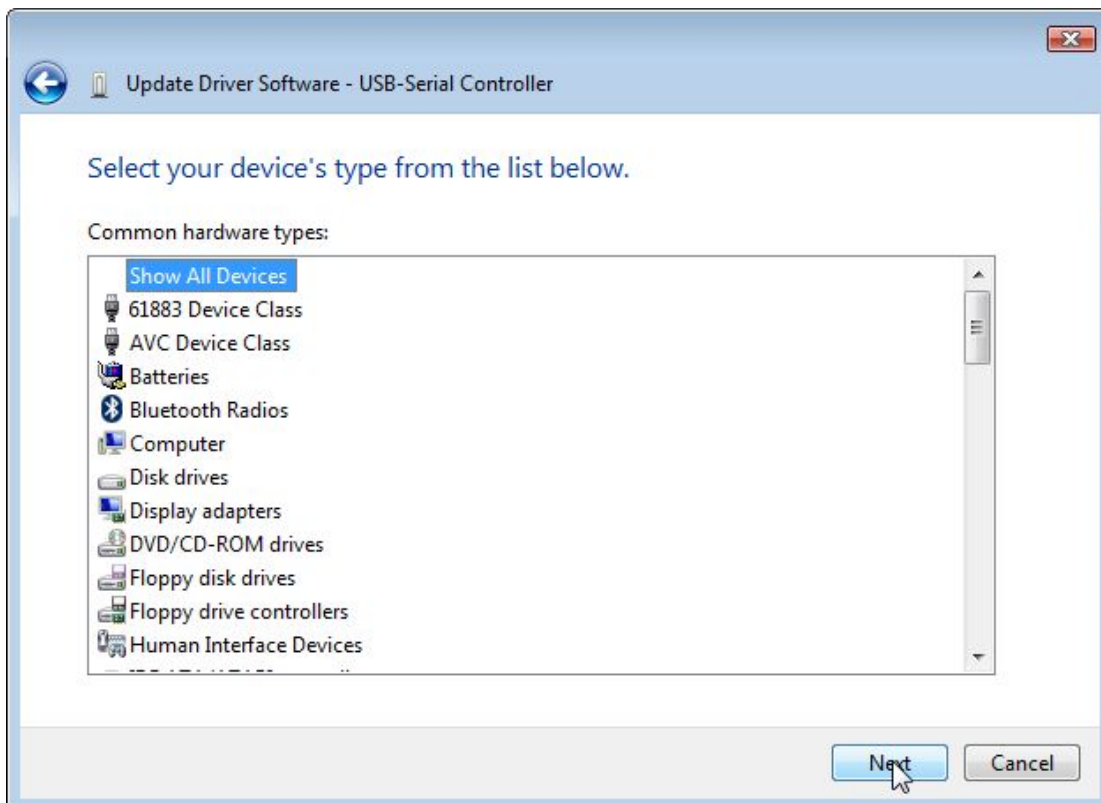 Update Driver Software - USB-Serial Controller
Select your device's type from the list below.
Common hardware types:
Show All Devices
61883 Device Class
AVC Device Class
Batteries
Bluetooth Radios
Computer
Disk drives
Display adapters
DVD/CD-ROM drives
Floppy disk drives
Floppy drive controllers
Human Interface Devices
Next
Cancel